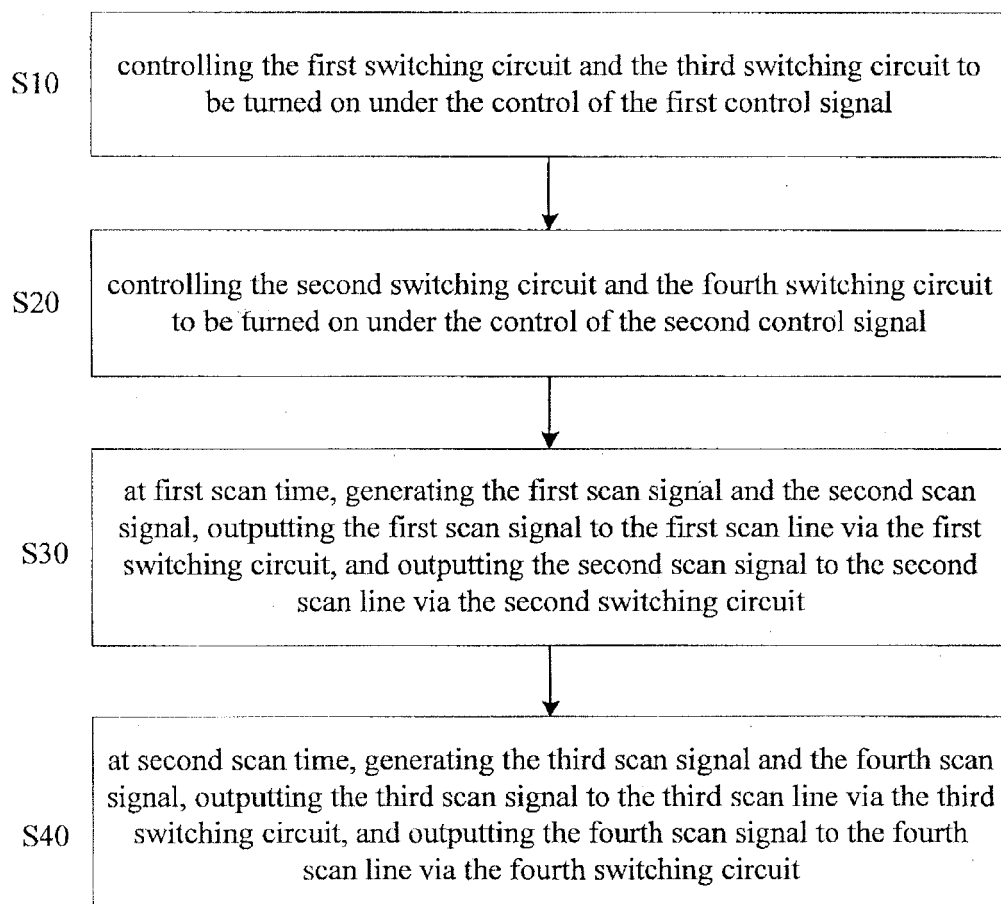 S10
controlling the first switching circuit and the third switching circuit to
be turned on under the control of the first control signal
S20
controlling the second switching circuit and the fourth switching circuit
to be turned on under the control of the second control signal
S30
at first scan time, generating the first scan signal and the second scan
signal, outputting the first scan signal to the first scan line via the first
switching circuit, and outputting the second scan signal to the second
scan line via the second switching circuit
S40
at second scan time, generating the third scan signal and the fourth scan
signal, outputting the third scan signal to the third scan line via the third
switching circuit, and outputting the fourth scan signal to the fourth
scan line via the fourth switching circuit